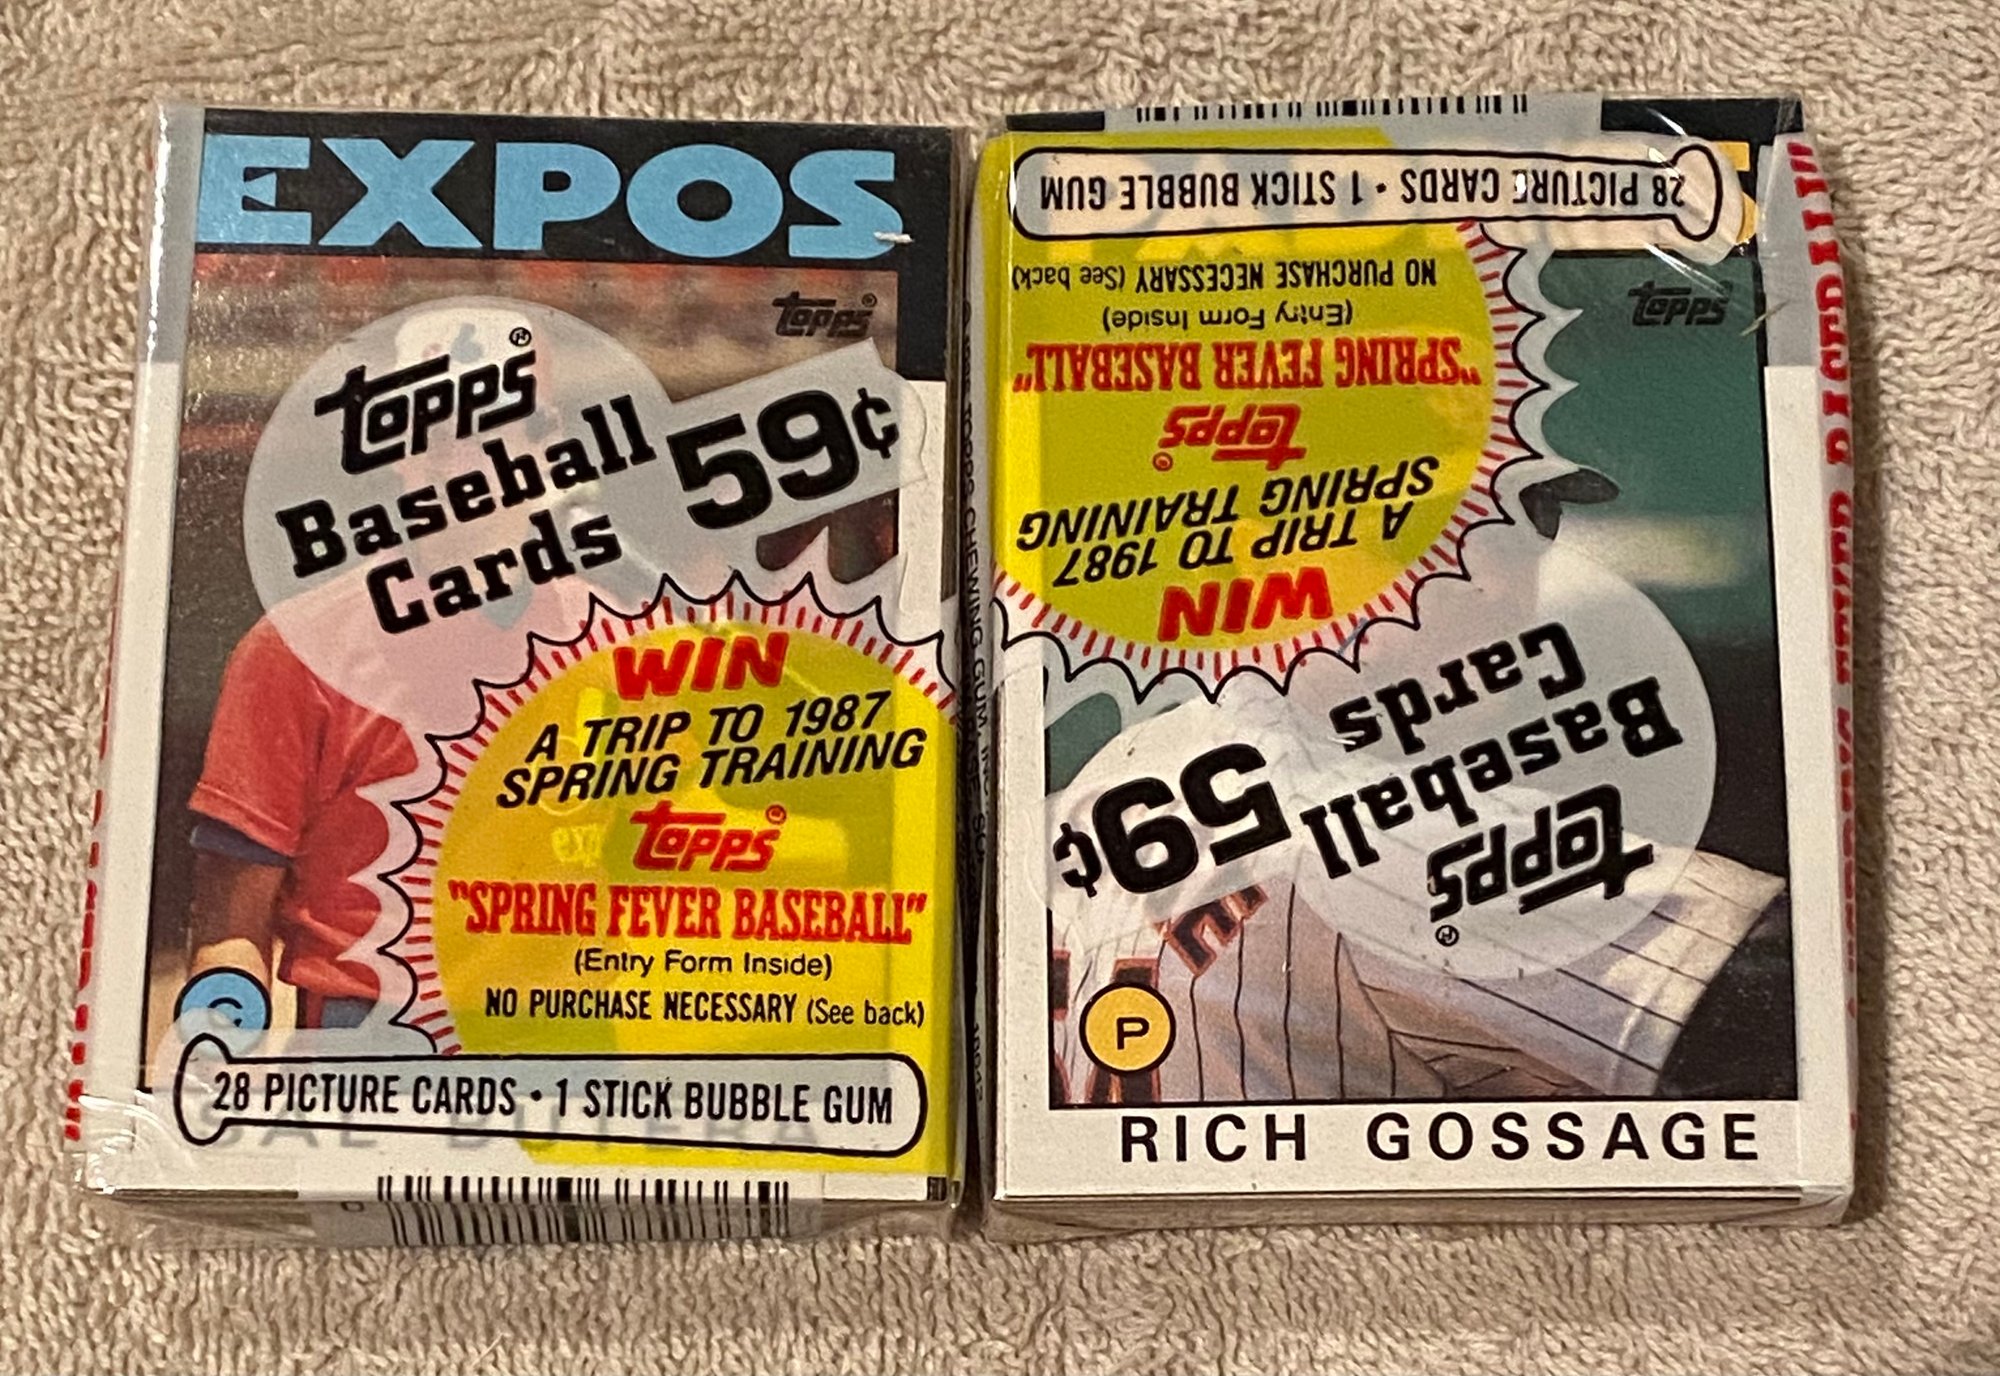 EXPOS
topps®
topps®
Baseball
Cards
59¢
WIN
A TRIP TO 1987
SPRING TRAINING
topps®
"SPRING FEVER BASEBALL"
(Entry Form Inside)
NO PURCHASE NECESSARY (See back)
C
28 PICTURE CARDS • 1 STICK BUBBLE GUM
topps®
Baseball
Cards
59¢
WIN
A TRIP TO 1987
SPRING TRAINING
topps®
"SPRING FEVER BASEBALL"
(Entry Form Inside)
NO PURCHASE NECESSARY (See back)
28 PICTURE CARDS • 1 STICK BUBBLE GUM
topps
P
RICH GOSSAGE